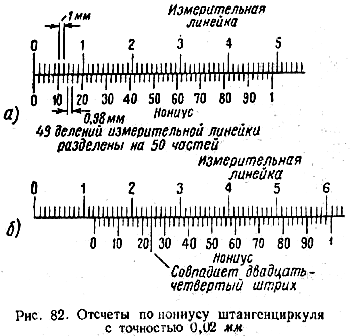 1 мм
Измерительная
линейка
0 1 2 3 4 5
0 10 20 30 40 50 60 70 80 90 1
Нониус
0,98мм
а)
49 делений измерительной линейки
разделены на 50 частей
Измерительная
линейка
0 1 2 3 4 5 6
б)
0 10 20 30 40 50 60 70 80 90 1
Нониус
Совпадает двадцать-
четвертый штрих
Рис. 82. Отсчеты по нониусу штангенциркуля
с точностью 0,02 мм